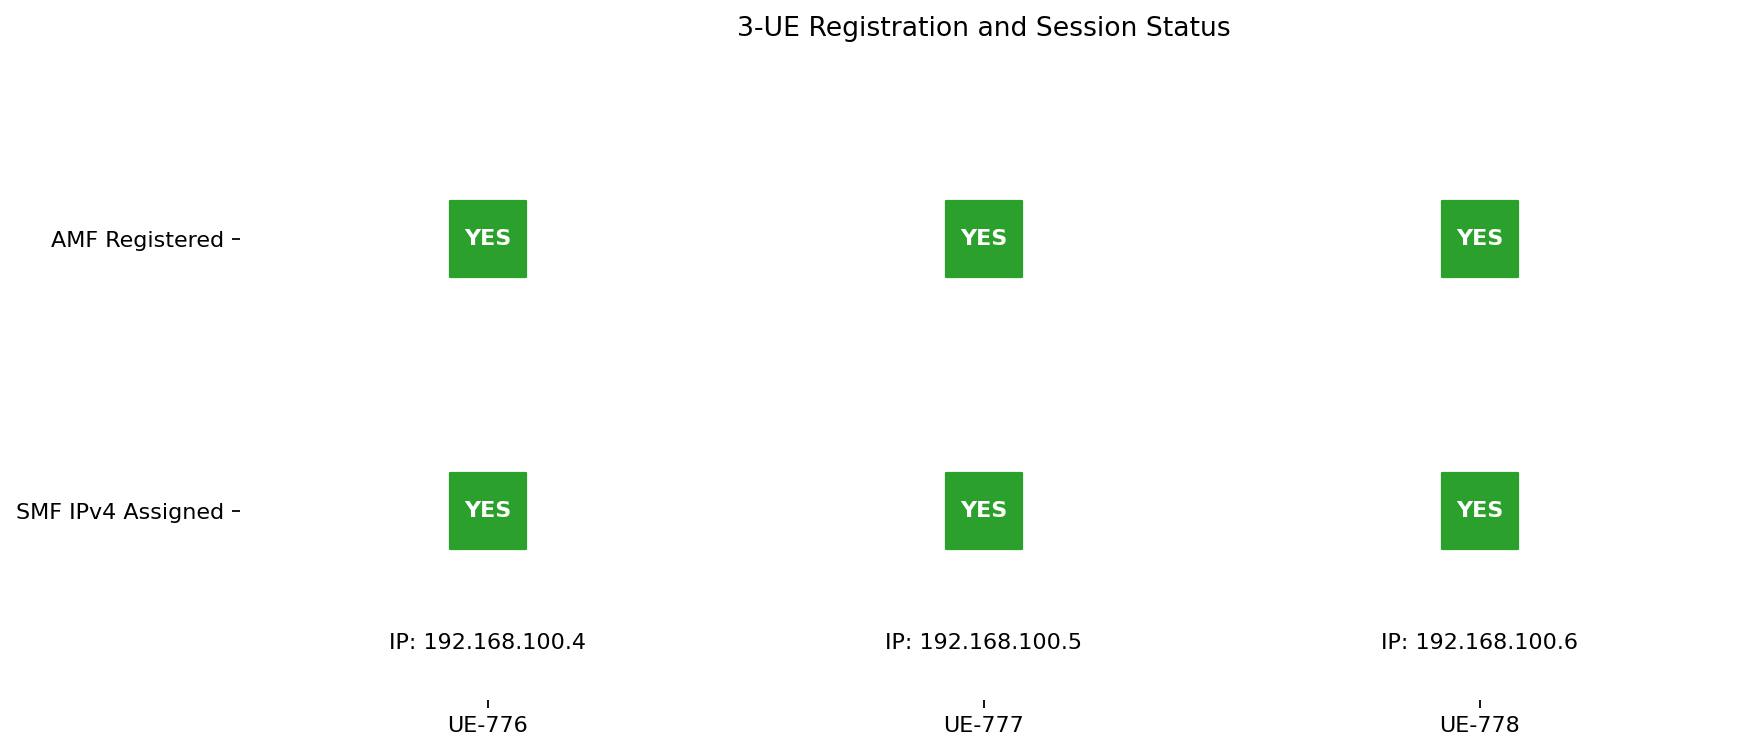 3-UE Registration and Session Status
AMF Registered
YES
YES
YES
SMF IPv4 Assigned
YES
YES
YES
IP: 192.168.100.4
IP: 192.168.100.5
IP: 192.168.100.6
UE-776
UE-777
UE-778